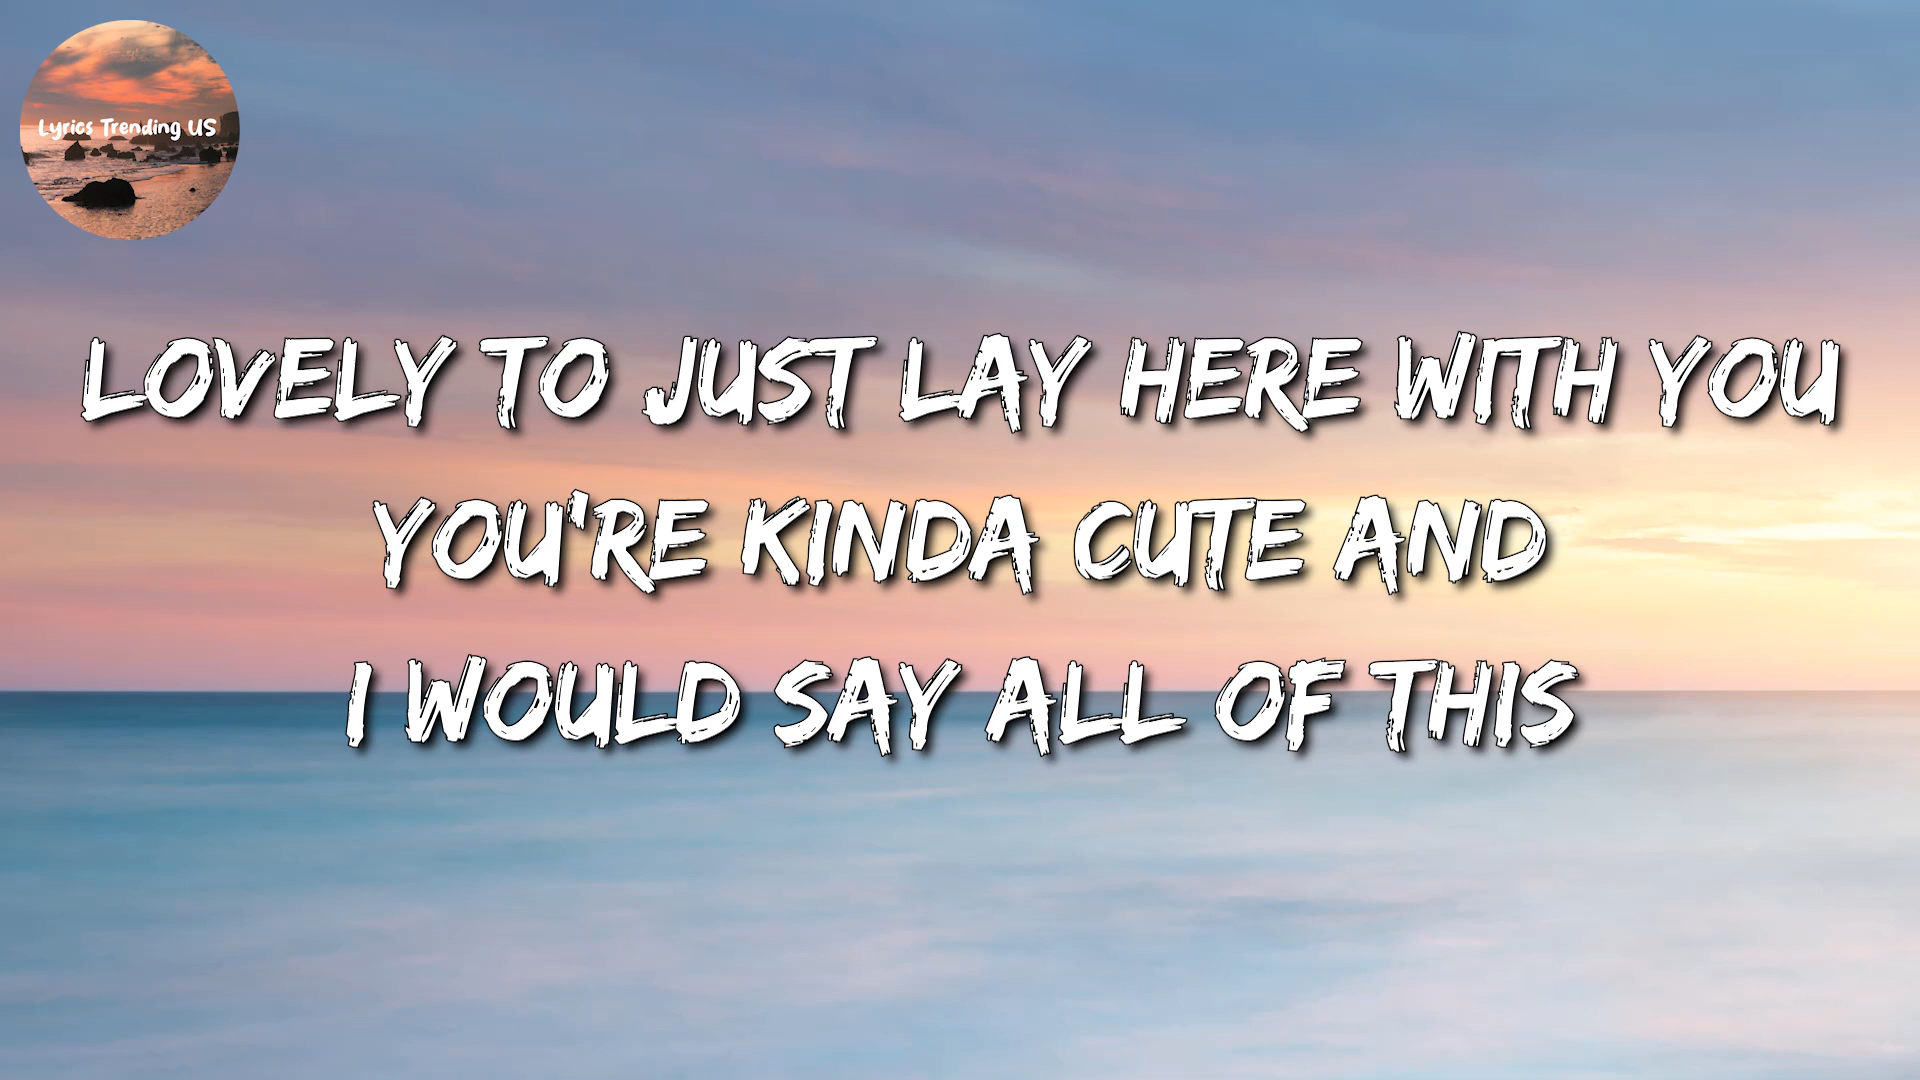 Lyrics Trending US
LOVELY TO JUST LAY HERE WITH YOU
YOU'RE KINDA CUTE AND
I WOULD SAY ALL OF THIS